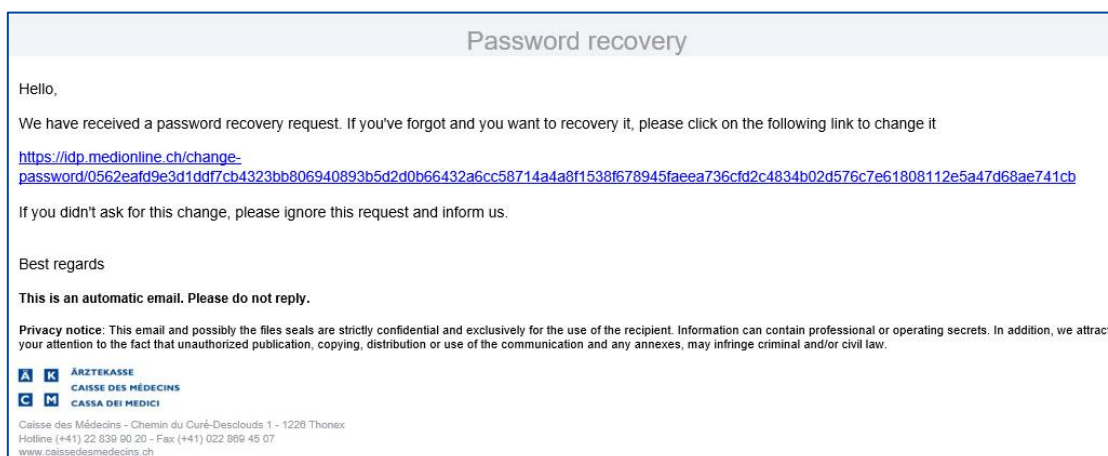 Password recovery
Hello,
We have received a password recovery request. If you've forgot and you want to recovery it, please click on the following link to change it
https://idp.medionline.ch/change-
password/0562eafd9e3d1ddf7cb4323bb806940893b5d2d0b66432a6cc58714a4a8f1538f678945faeea736cfd2c4834b02d576c7e61808112e5a47d68ae741cb
If you didn't ask for this change, please ignore this request and inform us.
Best regards
This is an automatic email. Please do not reply.
Privacy notice: This email and possibly the files seals are strictly confidential and exclusively for the use of the recipient. Information can contain professional or operating secrets. In addition, we attract
your attention to the fact that unauthorized publication, copying, distribution or use of the communication and any annexes, may infringe criminal and/or civil law.
Ä K ÄRZTEKASSE
CAISSE DES MÉDECINS
C M CASSA DEI MEDICI
Caisse des Médecins - Chemin du Curé-Desclouds 1 - 1226 Thonex
Hotline (+41) 22 839 90 20 - Fax (+41) 022 869 45 07
www.caissedesmedecins.ch